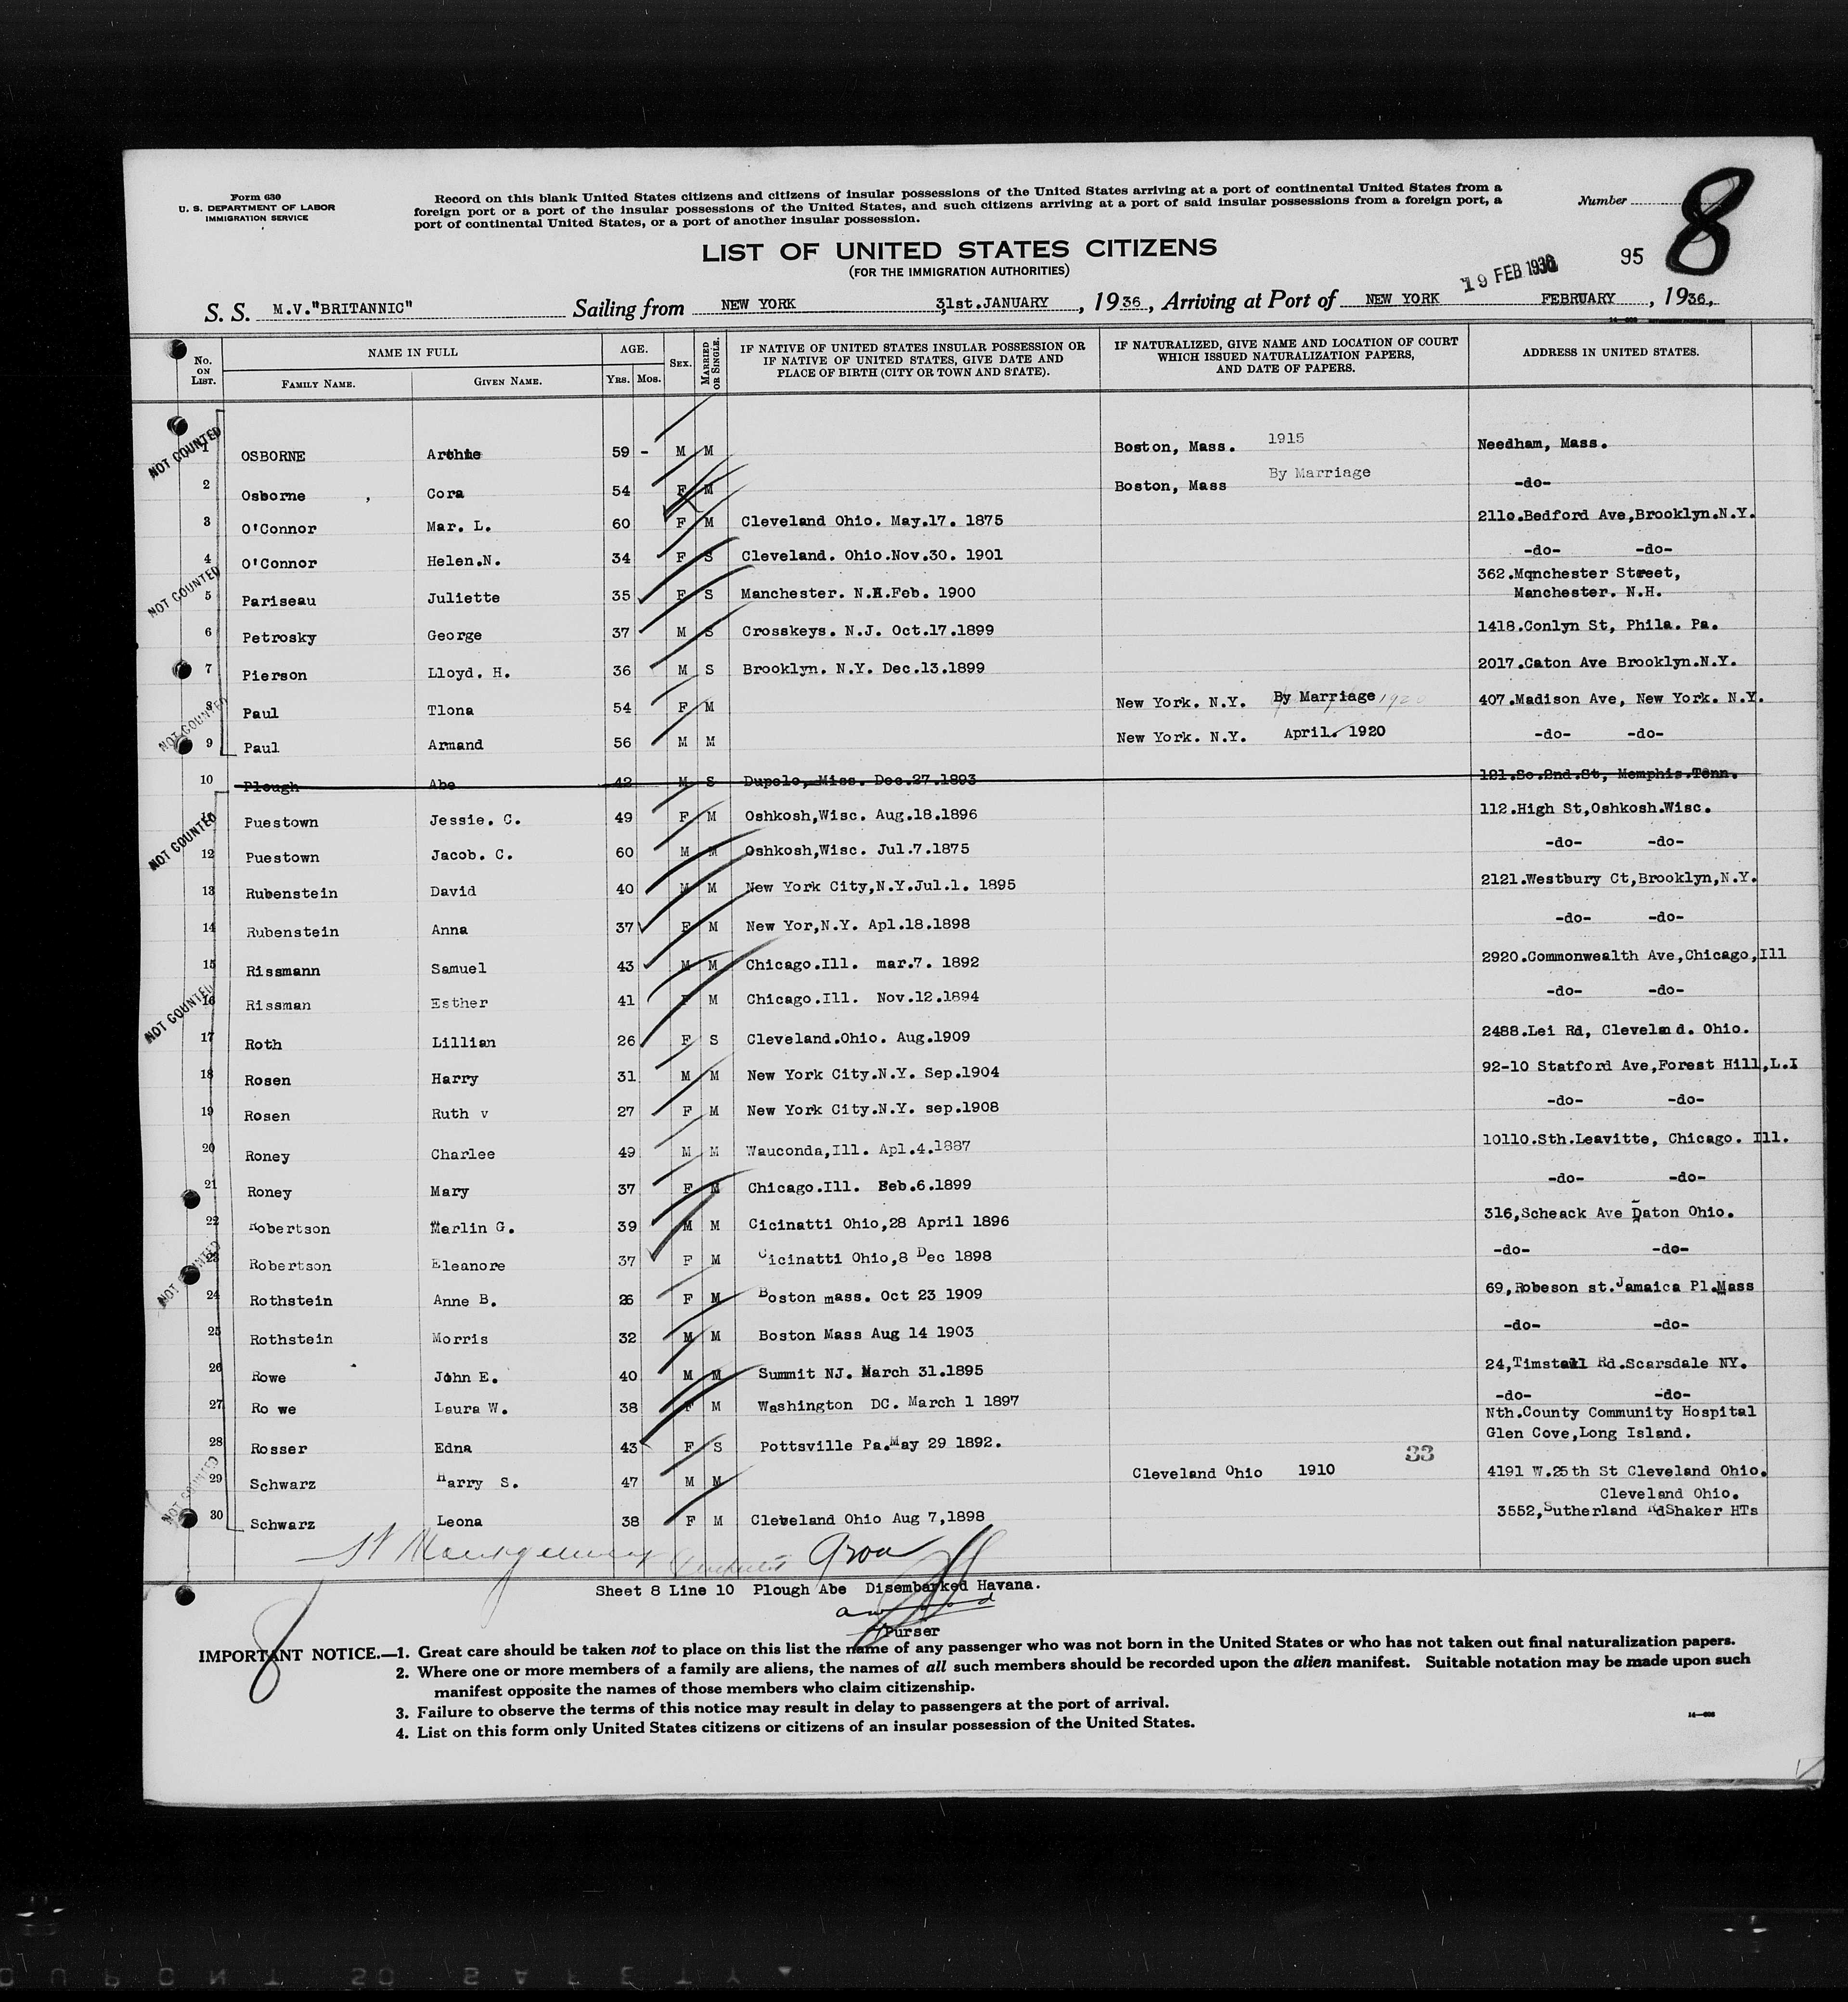 Form 630
U. S. DEPARTMENT OF LABOR
IMMIGRATION SERVICE
Record on this blank United States citizens and citizens of insular possessions of the United States arriving at a port of continental United States from a
foreign port or a port of the insular possessions of the United States, and such citizens arriving at a port of said insular possessions from a foreign port, a
port of continental United States, or a port of another insular possession.
Number 8
95
LIST OF UNITED STATES CITIZENS
(FOR THE IMMIGRATION AUTHORITIES)
19 FEB 1936
S. S. M.V."BRITANNIC" Sailing from NEW YORK 31st.JANUARY, 1936, Arriving at Port of NEW YORK FEBRUARY, 1936.
No. ON LIST. NAME IN FULL FAMILY NAME. GIVEN NAME. AGE. YRS. MOS. SEX. MARRIED OR SINGLE. IF NATIVE OF UNITED STATES INSULAR POSSESSION OR IF NATIVE OF UNITED STATES, GIVE DATE AND PLACE OF BIRTH (CITY OR TOWN AND STATE). IF NATURALIZED, GIVE NAME AND LOCATION OF COURT WHICH ISSUED NATURALIZATION PAPERS, AND DATE OF PAPERS. ADDRESS IN UNITED STATES.
NOT COUNTED
1 OSBORNE 59 - M M Boston, Mass. 1915 Needham, Mass.
2 Osborne , Cora 54 F M Boston, Mass By Marriage -do-
3 O'Connor Mar. L. 60 F M Cleveland Ohio. May.17. 1875 2110.Bedford Ave,Brooklyn.N.Y.
4 O'Connor Helen.N. 34 F S Cleveland. Ohio.Nov.30. 1901 -do- -do-
NOT COUNTED
5 Pariseau Juliette 35 F S Manchester. N.H.Feb. 1900 362.Mqnchester Street,
Manchester. N.H.
6 Petrosky George 37 M S Crosskeys. N.J. Oct.17.1899 1418.Conlyn St, Phila. Pa.
7 Pierson Lloyd. H. 36 M S Brooklyn. N.Y. Dec.13.1899 2017.Caton Ave Brooklyn.N.Y.
NOT COUNTED
8 Paul Tlona 54 F M New York. N.Y. By Marriage 1920 407.Madison Ave, New York. N.Y.
9 Paul Armand 56 M M New York. N.Y. April. 1920 -do- -do-
10 Plough Abe 42 M S Dupelo, Miss. Dec.27.1893 121.So.2nd.St, Memphis.Tenn.
NOT COUNTED
11 Puestown Jessie. C. 49 F M Oshkosh,Wisc. Aug.18.1896 112.High St,Oshkosh.Wisc.
12 Puestown Jacob. C. 60 M M Oshkosh,Wisc. Jul.7.1875 -do- -do-
13 Rubenstein David 40 M M New York City,N.Y.Jul.1. 1895 2121.Westbury Ct,Brooklyn,N.Y.
14 Rubenstein Anna 37 F M New Yor,N.Y. Apl.18.1898 -do- -do-
15 Rissmann Samuel 43 M M Chicago.Ill. mar.7. 1892 2920.Commonwealth Ave,Chicago,Ill
NOT COUNTED
16 Rissman Esther 41 F M Chicago.Ill. Nov.12.1894 -do- -do-
17 Roth Lillian 26 F S Cleveland.Ohio. Aug.1909 2488.Lei Rd, Cleveland. Ohio.
18 Rosen Harry 31 M M New York City.N.Y. Sep.1904 92-10 Statford Ave,Forest Hill,L.I
19 Rosen Ruth v 27 F M New York City.N.Y. sep.1908 -do- -do-
20 Roney Charlee 49 M M Wauconda,Ill. Apl.4.1887 10110.Sth.Leavitte, Chicago. Ill.
21 Roney Mary 37 F M Chicago.Ill. Feb.6.1899 -do- -do-
22 Robertson Marlin G. 39 M M Cicinatti Ohio,28 April 1896 316,Scheack Ave Daton Ohio.
NOT COUNTED
23 Robertson Eleanore 37 F M Cicinatti Ohio,8 Dec 1898 -do- -do-
24 Rothstein Anne B. 26 F M Boston mass. Oct 23 1909 69,Robeson st.Jamaica Pl.Mass
25 Rothstein Morris 32 M M Boston Mass Aug 14 1903 -do- -do-
26 Rowe John E. 40 M M Summit NJ. March 31.1895 24, Rd.Scarsdale NY.
27 Ro we Laura W. 38 F M Washington DC. March 1 1897 -do- -do-
28 Rosser Edna 43 F S Pottsville Pa.May 29 1892. Nth.County Community Hospital
Glen Cove,Long Island.
33
NOT COUNTED
29 Schwarz Harry S. 47 M M Cleveland Ohio 1910 4191 W.25th St Cleveland Ohio.
Cleveland Ohio.
30 Schwarz Leona 38 F M Cleveland Ohio Aug 7,1898 3552,Sutherland RdShaker HTs
Sheet 8 Line 10 Plough Abe Disembarked Havana.
Purser
8
IMPORTANT NOTICE.—1. Great care should be taken not to place on this list the name of any passenger who was not born in the United States or who has not taken out final naturalization papers.
2. Where one or more members of a family are aliens, the names of all such members should be recorded upon the alien manifest. Suitable notation may be made upon such
manifest opposite the names of those members who claim citizenship.
3. Failure to observe the terms of this notice may result in delay to passengers at the port of arrival.
4. List on this form only United States citizens or citizens of an insular possession of the United States.
DUPONT SO SAFETY